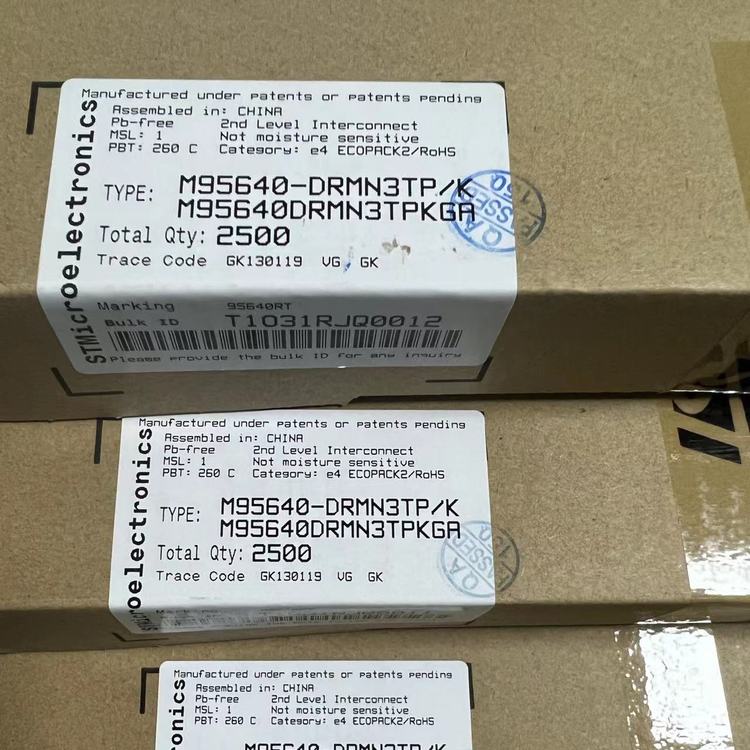 Manufactured under patents or patents pending
Assembled in: CHINA
Pb-free 2nd Level Interconnect
MSL: 1 Not moisture sensitive
PBT: 260 C Category: e4 ECOPACK2/RoHS
TYPE: M95640-DRMN3TP/K
M95640DRMN3TPKGA
Total Qty: 2500
Trace Code GK130119 VG GK
Marking 95640RT
Bulk ID T1031RJQ0012
Please provide the bulk ID for any inquiry
STMicroelectronics
QA
PASSED
Manufactured under patents or patents pending
Assembled in: CHINA
Pb-free 2nd Level Interconnect
MSL: 1 Not moisture sensitive
PBT: 260 C Category: e4 ECOPACK2/RoHS
TYPE: M95640-DRMN3TP/K
M95640DRMN3TPKGA
Total Qty: 2500
Trace Code GK130119 VG GK
STMicroelectronics
QA
PASSED
Manufactured under patents or patents pending
Assembled in: CHINA
Pb-free 2nd Level Interconnect
MSL: 1 Not moisture sensitive
PBT: 260 C Category: e4 ECOPACK2/RoHS
M95640-DRMN3TP/K
ronics